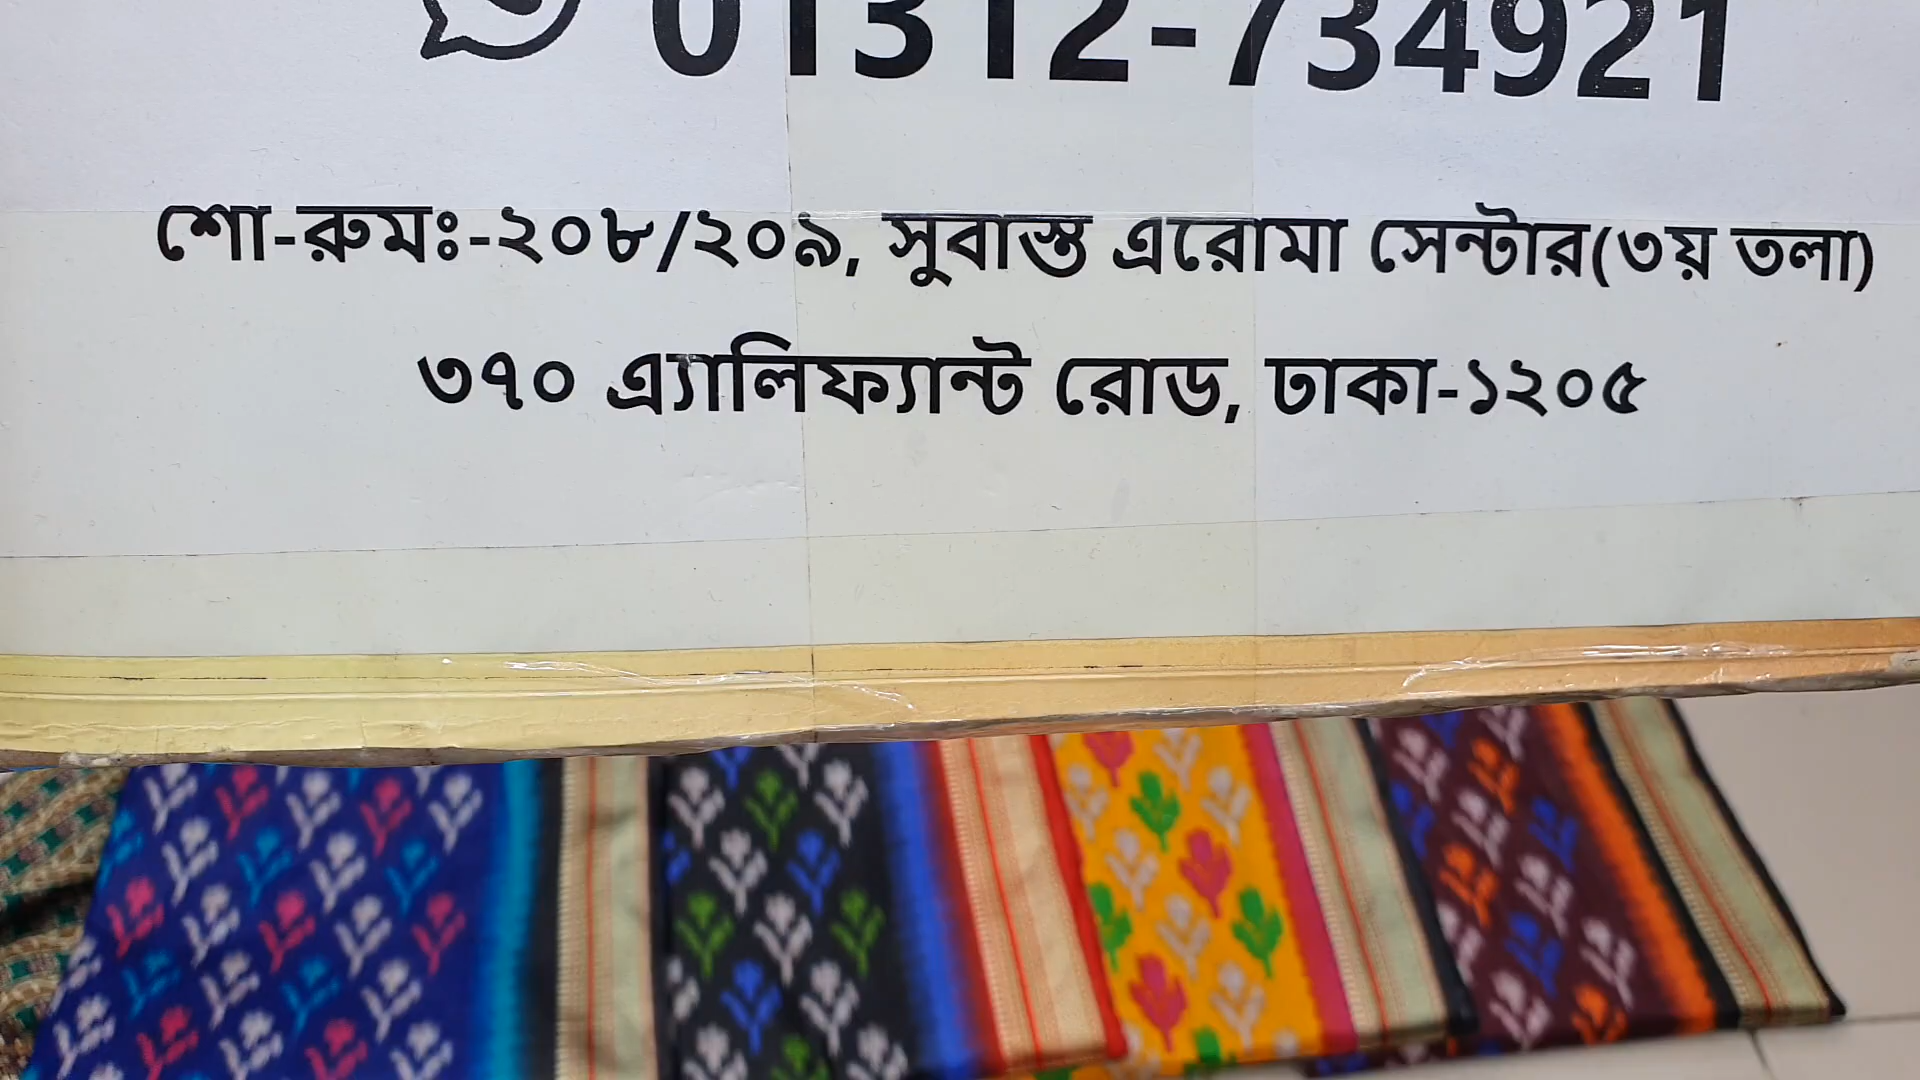 01312-734921
শো-রুমঃ-২০৮/২০৯, সুবাস্তু এরোমা সেন্টার(৩য় তলা)
৩৭০ এ্যালিফ্যান্ট রোড, ঢাকা-১২০৫